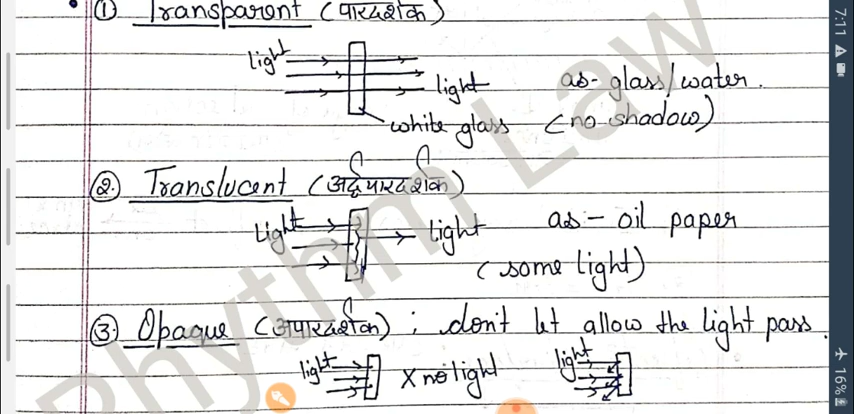 ① Transparent (पारदर्शक)
light
light as- glass/water.
white glass (no shadow)
②. Translucent (अर्द्धपारदर्शक)
light light as - oil paper
(some light)
③. Opaque (अपारदर्शक) ; don't let allow the light pass.
light X no light light
Rhythm Law
7:11
16%